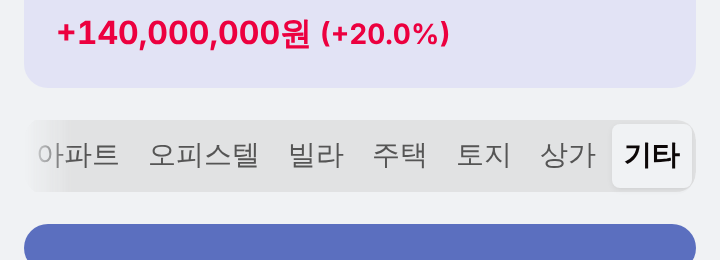 +140,000,000원 (+20.0%)
아파트 오피스텔 빌라 주택 토지 상가 기타